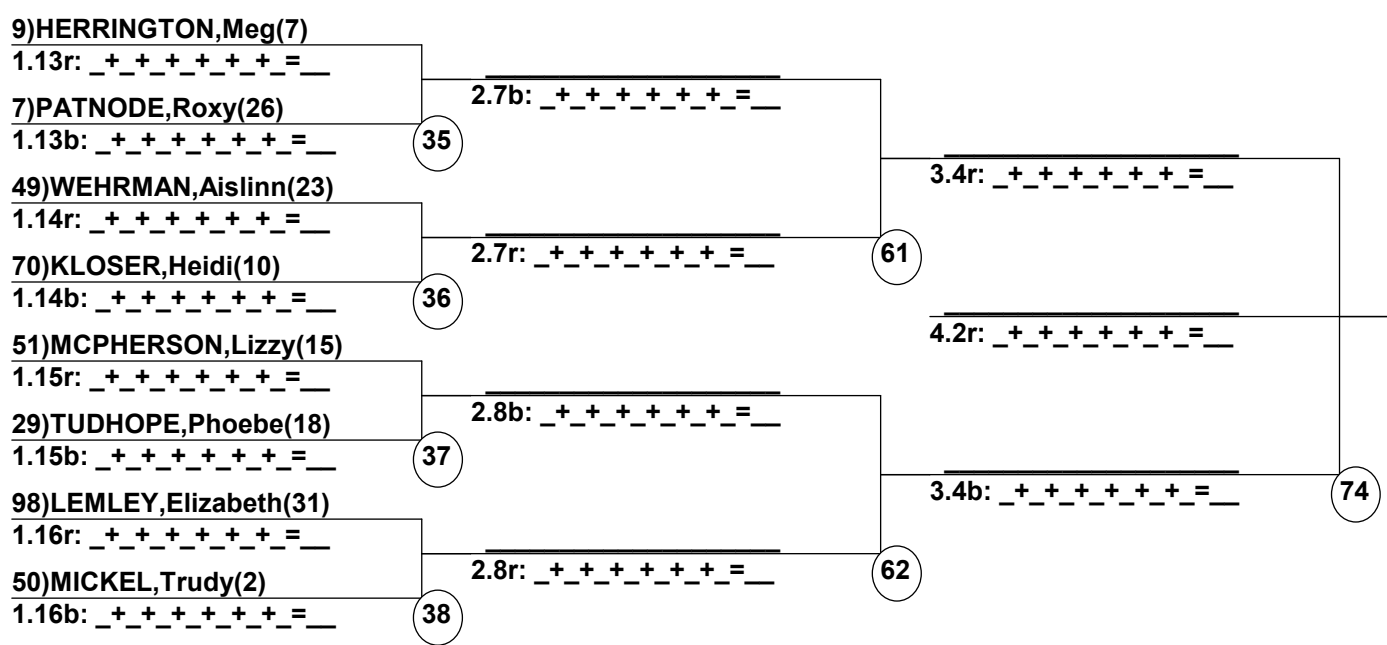 9)HERRINGTON,Meg(7)
1.13r: _+_+_+_+_+_+_=__
7)PATNODE,Roxy(26)
1.13b: _+_+_+_+_+_+_=__
35
49)WEHRMAN,Aislinn(23)
1.14r: _+_+_+_+_+_=__
70)KLOSER,Heidi(10)
1.14b: _+_+_+_+_+_+_=__
36
51)MCPHERSON,Lizzy(15)
1.15r: _+_+_+_+_+_+_=__
29)TUDHOPE,Phoebe(18)
1.15b: _+_+_+_+_+_+_=__
37
98)LEMLEY,Elizabeth(31)
1.16r: _+_+_+_+_+_+_=__
50)MICKEL,Trudy(2)
1.16b: _+_+_+_+_+_+_=__
38
2.7b: _+_+_+_+_+_+_=__
2.7r: _+_+_+_+_+_+_=__
61
2.8b: _+_+_+_+_+_+_=__
2.8r: _+_+_+_+_+_+_=__
62
3.4r: _+_+_+_+_+_+_=__
4.2r: _+_+_+_+_+_+_=__
3.4b: _+_+_+_+_+_+_=__
74